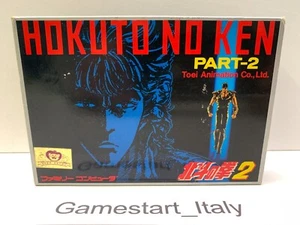 HOKUTO NO KEN
PART-2
Toei Animation Co., Ltd.
北斗の拳2
ファミリーコンピュータ
Gamestart_Italy